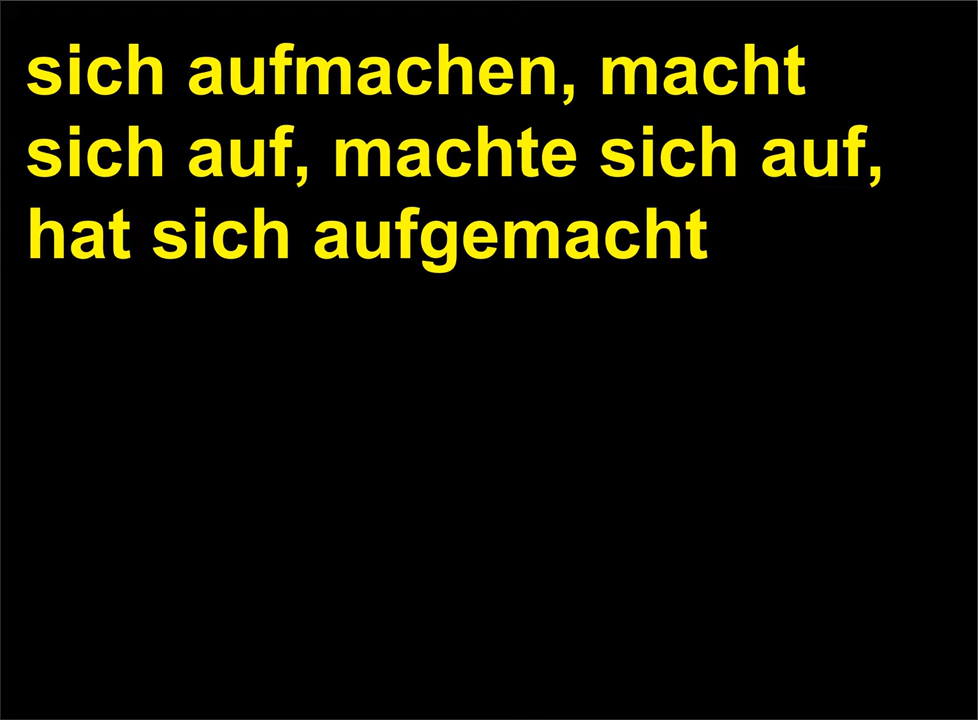 sich aufmachen, macht
sich auf, machte sich auf,
hat sich aufgemacht